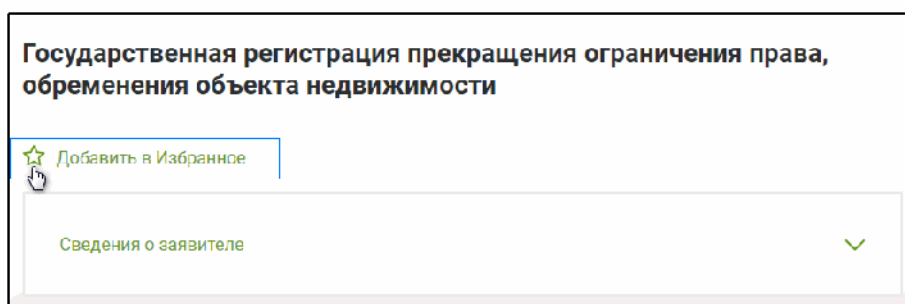 Государственная регистрация прекращения ограничения права,
обременения объекта недвижимости
Добавить в Избранное
Сведения о заявителе